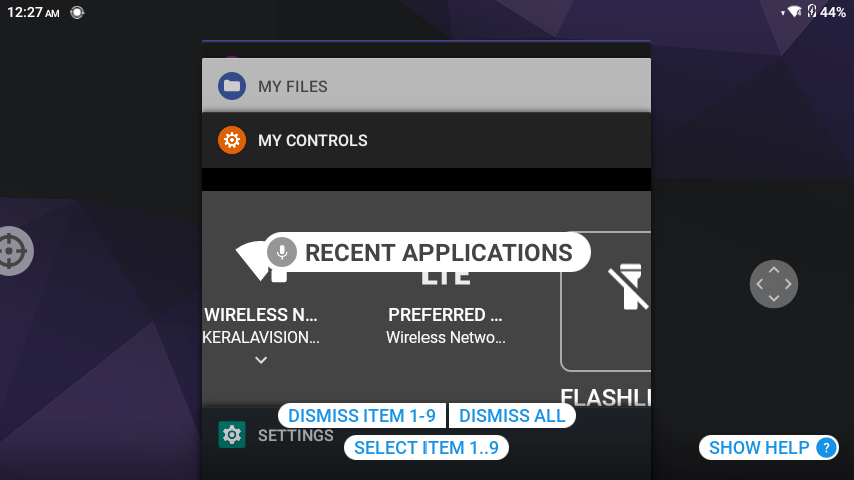 12:27 AM
44%
MY FILES
MY CONTROLS
RECENT APPLICATIONS
LTE
WIRELESS N...
PREFERRED ...
KERALAVISION...
Wireless Netwo...
FLASHLI
DISMISS ITEM 1-9
DISMISS ALL
SETTINGS
SELECT ITEM 1..9
SHOW HELP ?